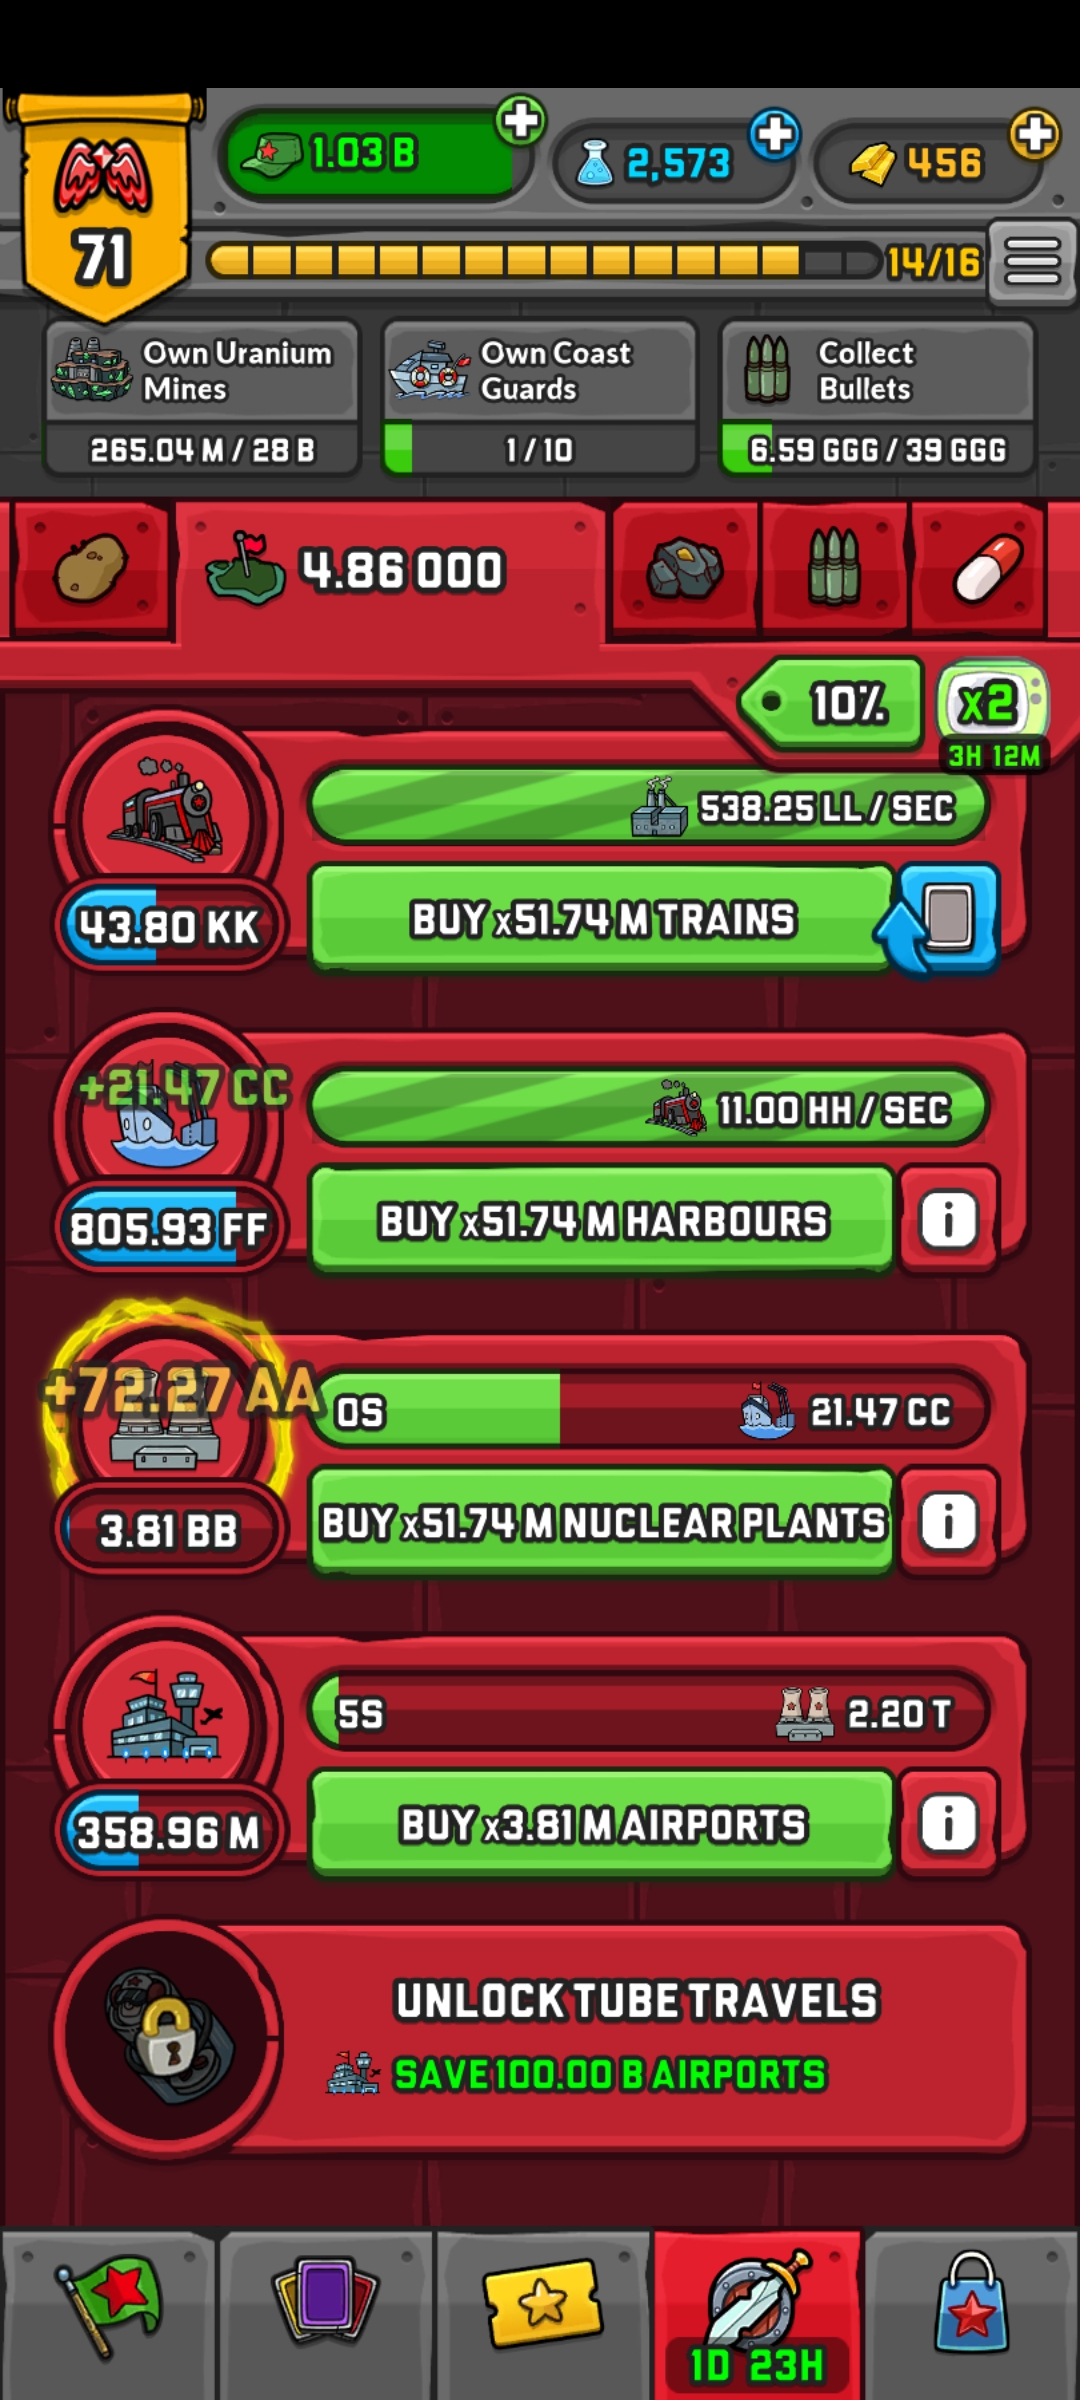 1.03 B
2,573
456
71
14/16
Own Uranium
Mines
265.04 M / 28 B
Own Coast
Guards
1 / 10
Collect
Bullets
6.59 GGG / 39 GGG
4.86 OOO
10%
x2
3H 12M
538.25 LL / SEC
43.80 KK
BUY x51.74 M TRAINS
+21.47 CC
11.00 HH / SEC
805.93 FF
BUY x51.74 M HARBOURS
i
+72.27 AA
0S
21.47 CC
3.81 BB
BUY x51.74 M NUCLEAR PLANTS
i
5S
2.20 T
358.96 M
BUY x3.81 M AIRPORTS
i
UNLOCK TUBE TRAVELS
SAVE 100.00 B AIRPORTS
1D 23H